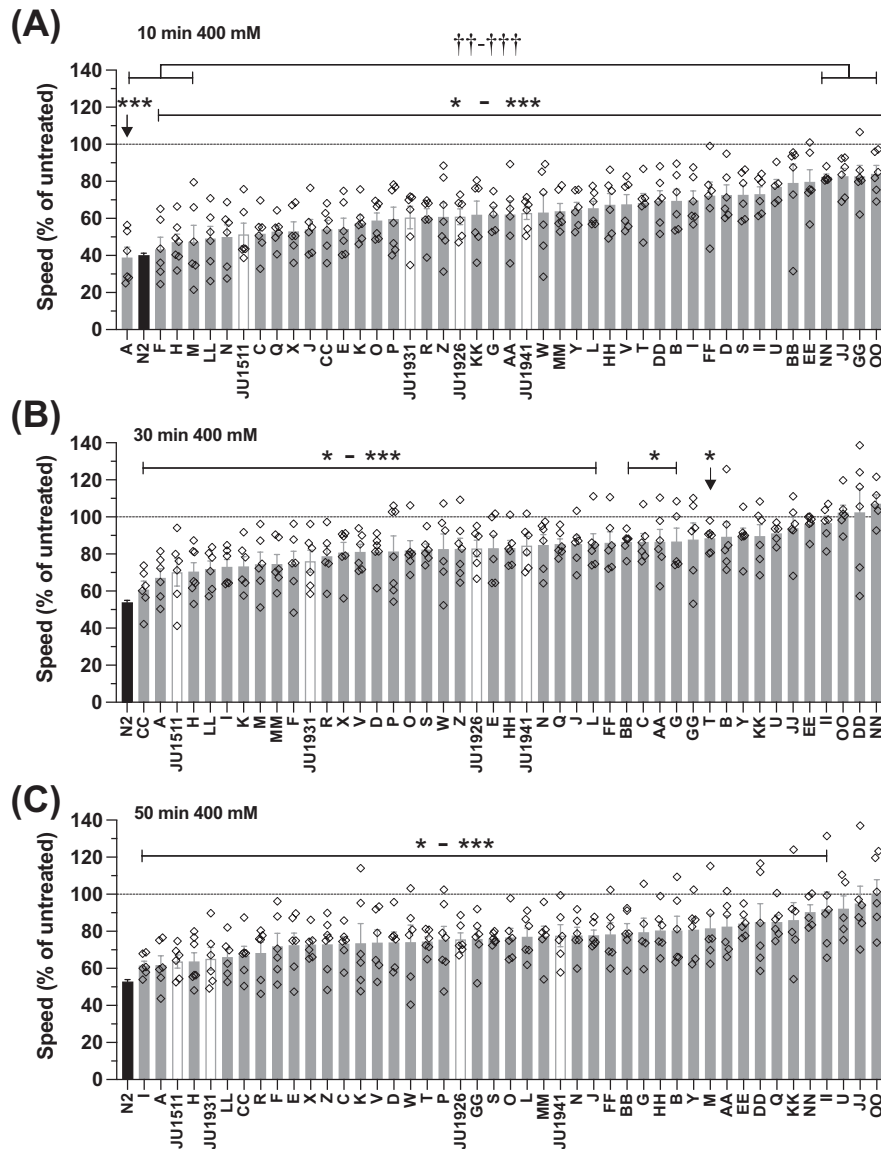 (A)
10 min 400 mM
††-†††
*** * - ***
Speed (% of untreated)
140
120
100
80
60
40
20
0
A N2 F H M LL N JU1511 C Q X J CC E K O P JU1931 R Z JU1926 KK G AA JU1941 W MM Y L HH V T DD B I FF D S II U BB EE NN JJ GG OO
(B)
30 min 400 mM
* - *** * *
Speed (% of untreated)
140
120
100
80
60
40
20
0
N2 CC A JU1511 H LL I K M MM F JU1931 R X V D P O S W Z JU1926 E HH JU1941 N Q J L FF BB C AA G GG T B Y KK U JJ EE II OO DD NN
(C)
50 min 400 mM
* - ***
Speed (% of untreated)
140
120
100
80
60
40
20
0
N2 I A JU1511 H JU1931 LL CC R F E X Z C K V D W T P JU1926 GG S O L MM JU1941 N J FF BB G HH B Y M AA EE DD Q KK NN II U JJ OO